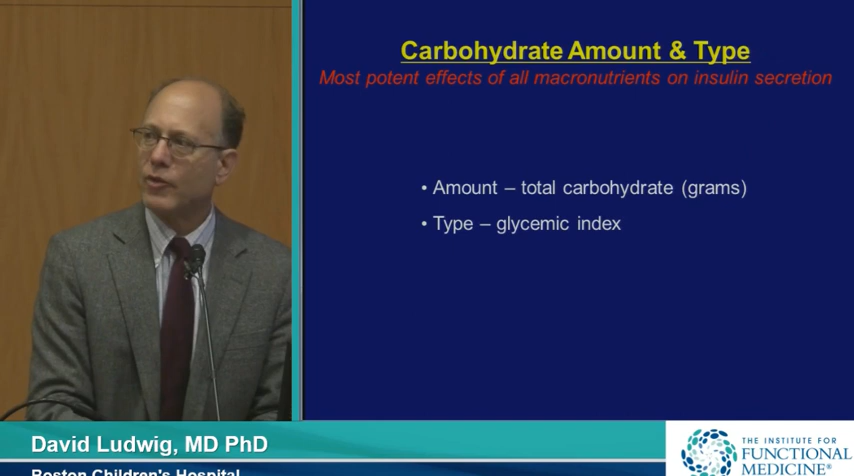 Carbohydrate Amount & Type
Most potent effects of all macronutrients on insulin secretion
• Amount – total carbohydrate (grams)
• Type – glycemic index
David Ludwig, MD PhD
Boston Children's Hospital
THE INSTITUTE FOR
FUNCTIONAL
MEDICINE®